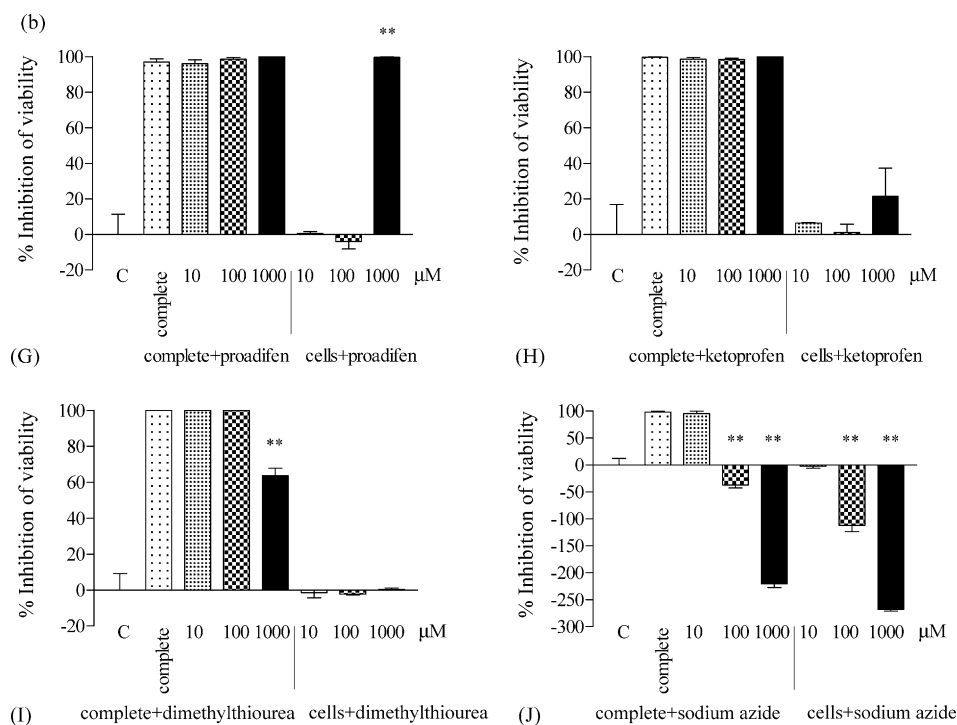 (b)
**
100
80
60
40
20
0
-20
% Inhibition of viability
C
complete
10
100
1000
10
100
1000
μM
complete+proadifen
cells+proadifen
(G)
100
80
60
40
20
0
-20
% Inhibition of viability
C
complete
10
100
1000
10
100
1000
μM
complete+ketoprofen
cells+ketoprofen
(H)
100
80
60
40
20
0
-20
% Inhibition of viability
**
C
complete
10
100
1000
10
100
1000
μM
complete+dimethylthiourea
cells+dimethylthiourea
(I)
100
50
0
-50
-100
-150
-200
-250
-300
% Inhibition of viability
**
**
**
**
C
complete
10
100
1000
10
100
1000
μM
complete+sodium azide
cells+sodium azide
(J)